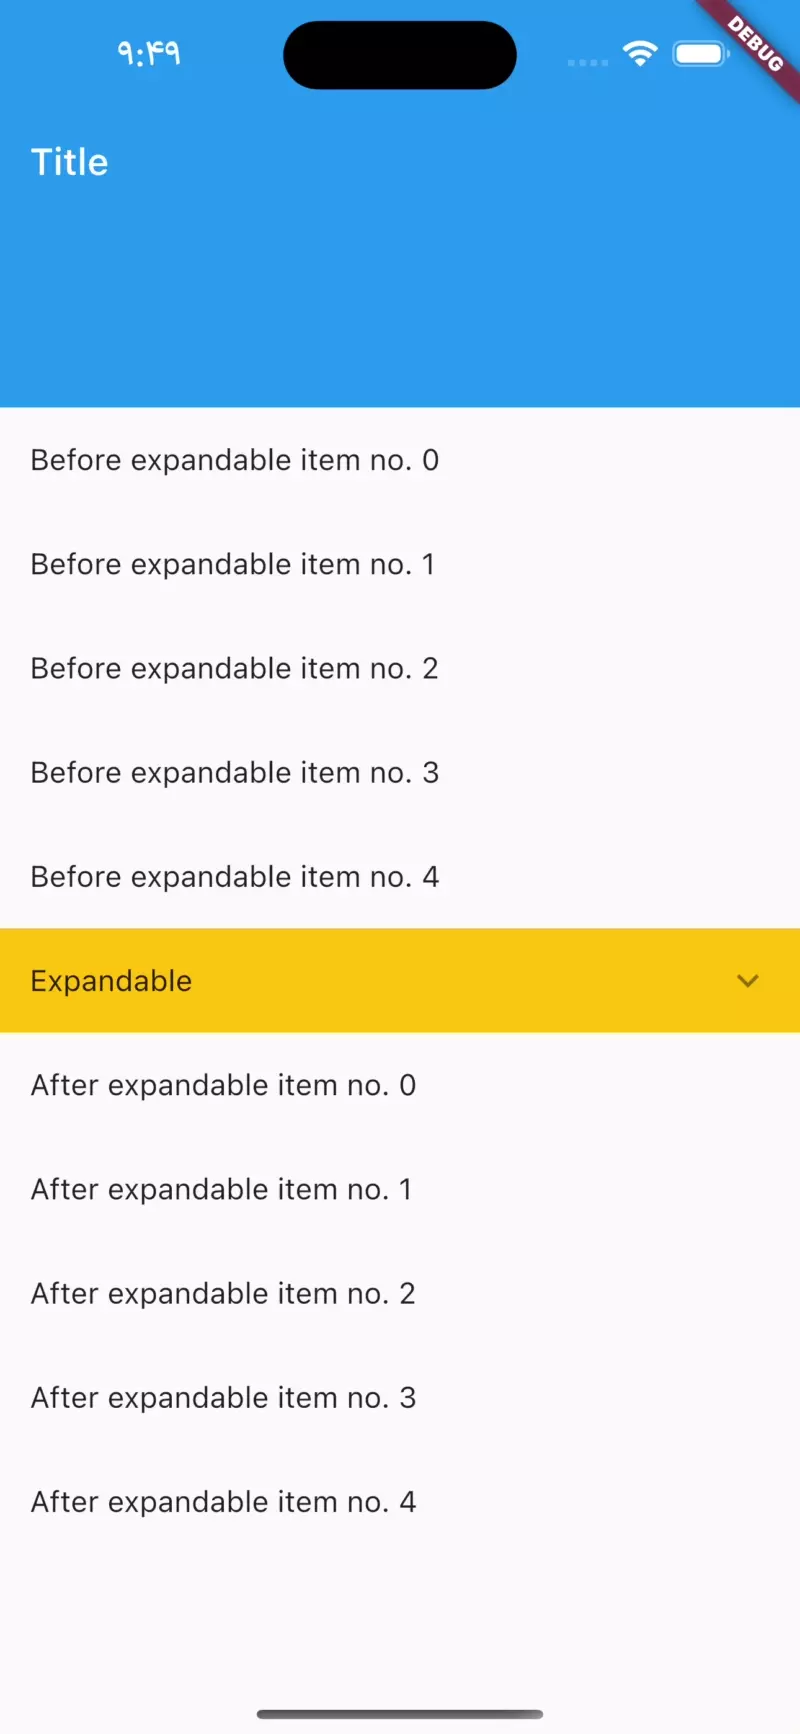 ۹:۴۹
DEBUG
Title
Before expandable item no. 0
Before expandable item no. 1
Before expandable item no. 2
Before expandable item no. 3
Before expandable item no. 4
Expandable
After expandable item no. 0
After expandable item no. 1
After expandable item no. 2
After expandable item no. 3
After expandable item no. 4